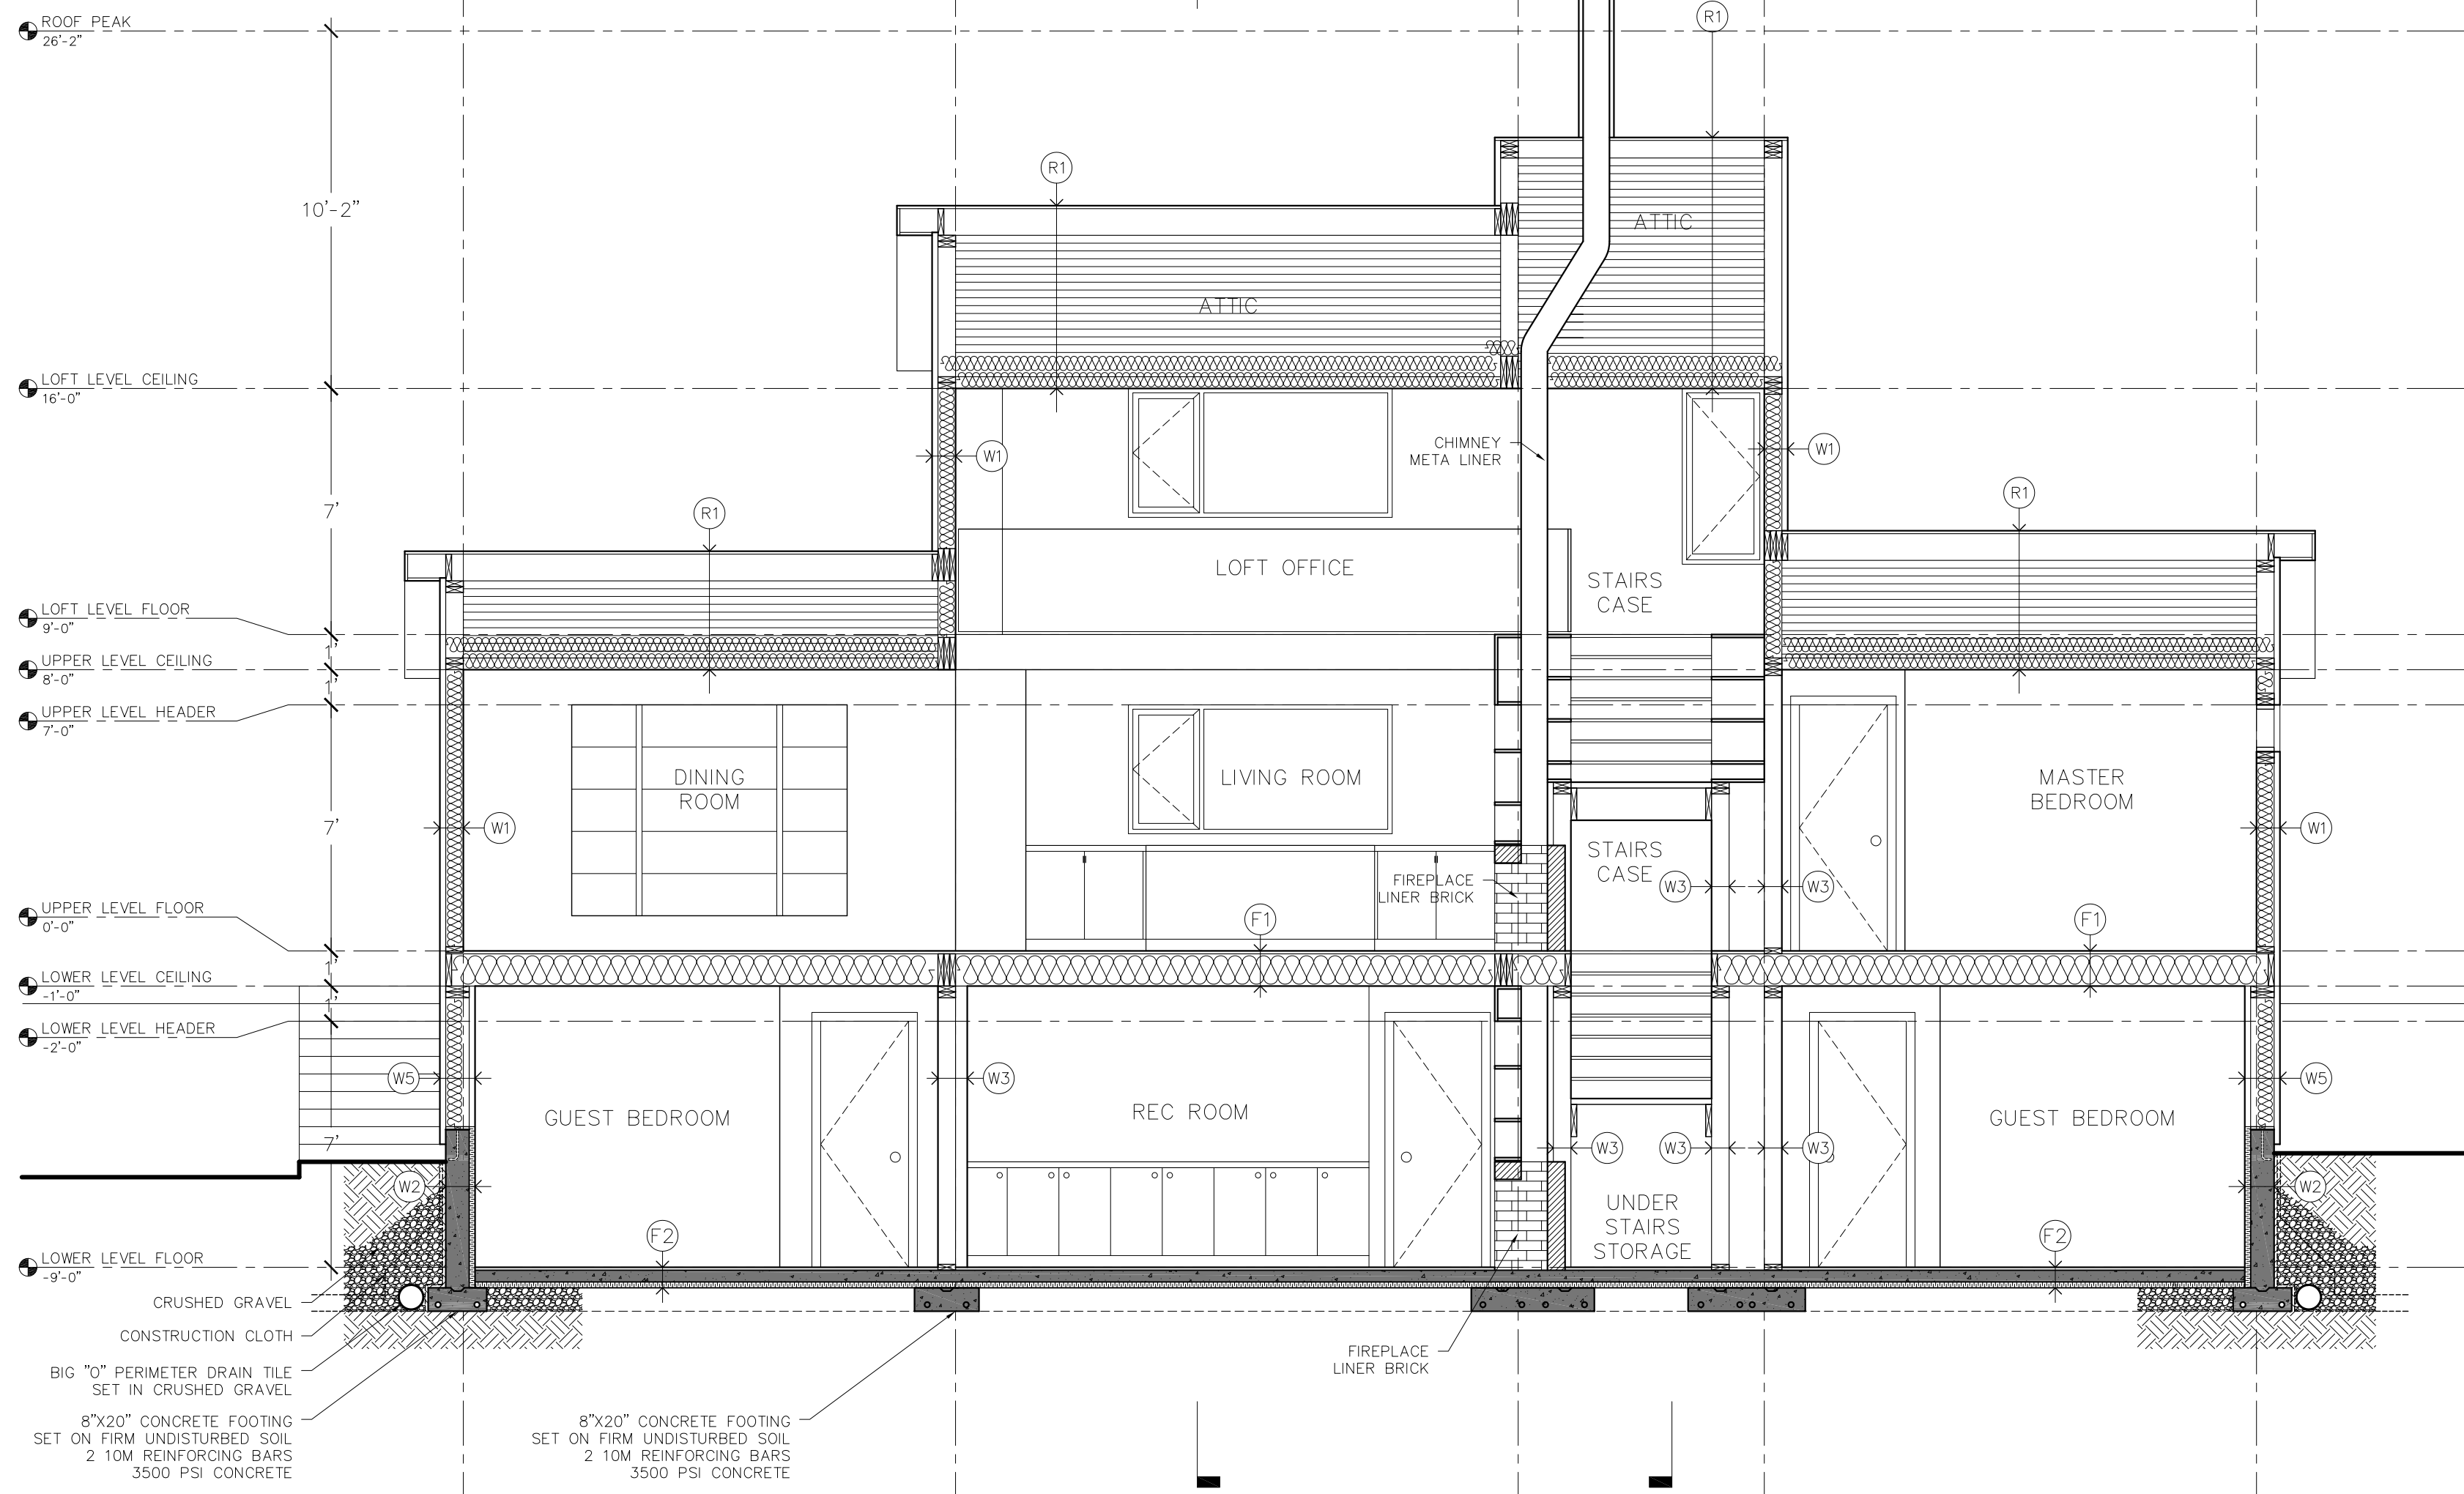 ROOF PEAK
26'-2"
R1
R1
10'-2"
ATTIC
ATTIC
LOFT LEVEL CEILING
16'-0"
CHIMNEY
META LINER
W1
W1
7'
R1
R1
LOFT OFFICE
STAIRS
CASE
LOFT LEVEL FLOOR
9'-0"
1'
UPPER LEVEL CEILING
8'-0"
1'
UPPER LEVEL HEADER
7'-0"
DINING
ROOM
LIVING ROOM
MASTER
BEDROOM
7'
W1
W1
STAIRS
CASE
FIREPLACE
LINER BRICK
W3
W3
UPPER LEVEL FLOOR
0'-0"
F1
F1
1'
LOWER LEVEL CEILING
-1'-0"
1'
LOWER LEVEL HEADER
-2'-0"
W5
W3
W5
GUEST BEDROOM
REC ROOM
GUEST BEDROOM
7'
W3
W3
W3
W2
W2
UNDER
STAIRS
STORAGE
F2
F2
LOWER LEVEL FLOOR
-9'-0"
CRUSHED GRAVEL
CONSTRUCTION CLOTH
BIG "O" PERIMETER DRAIN TILE
SET IN CRUSHED GRAVEL
FIREPLACE
LINER BRICK
8"X20" CONCRETE FOOTING
SET ON FIRM UNDISTURBED SOIL
2 10M REINFORCING BARS
3500 PSI CONCRETE
8"X20" CONCRETE FOOTING
SET ON FIRM UNDISTURBED SOIL
2 10M REINFORCING BARS
3500 PSI CONCRETE